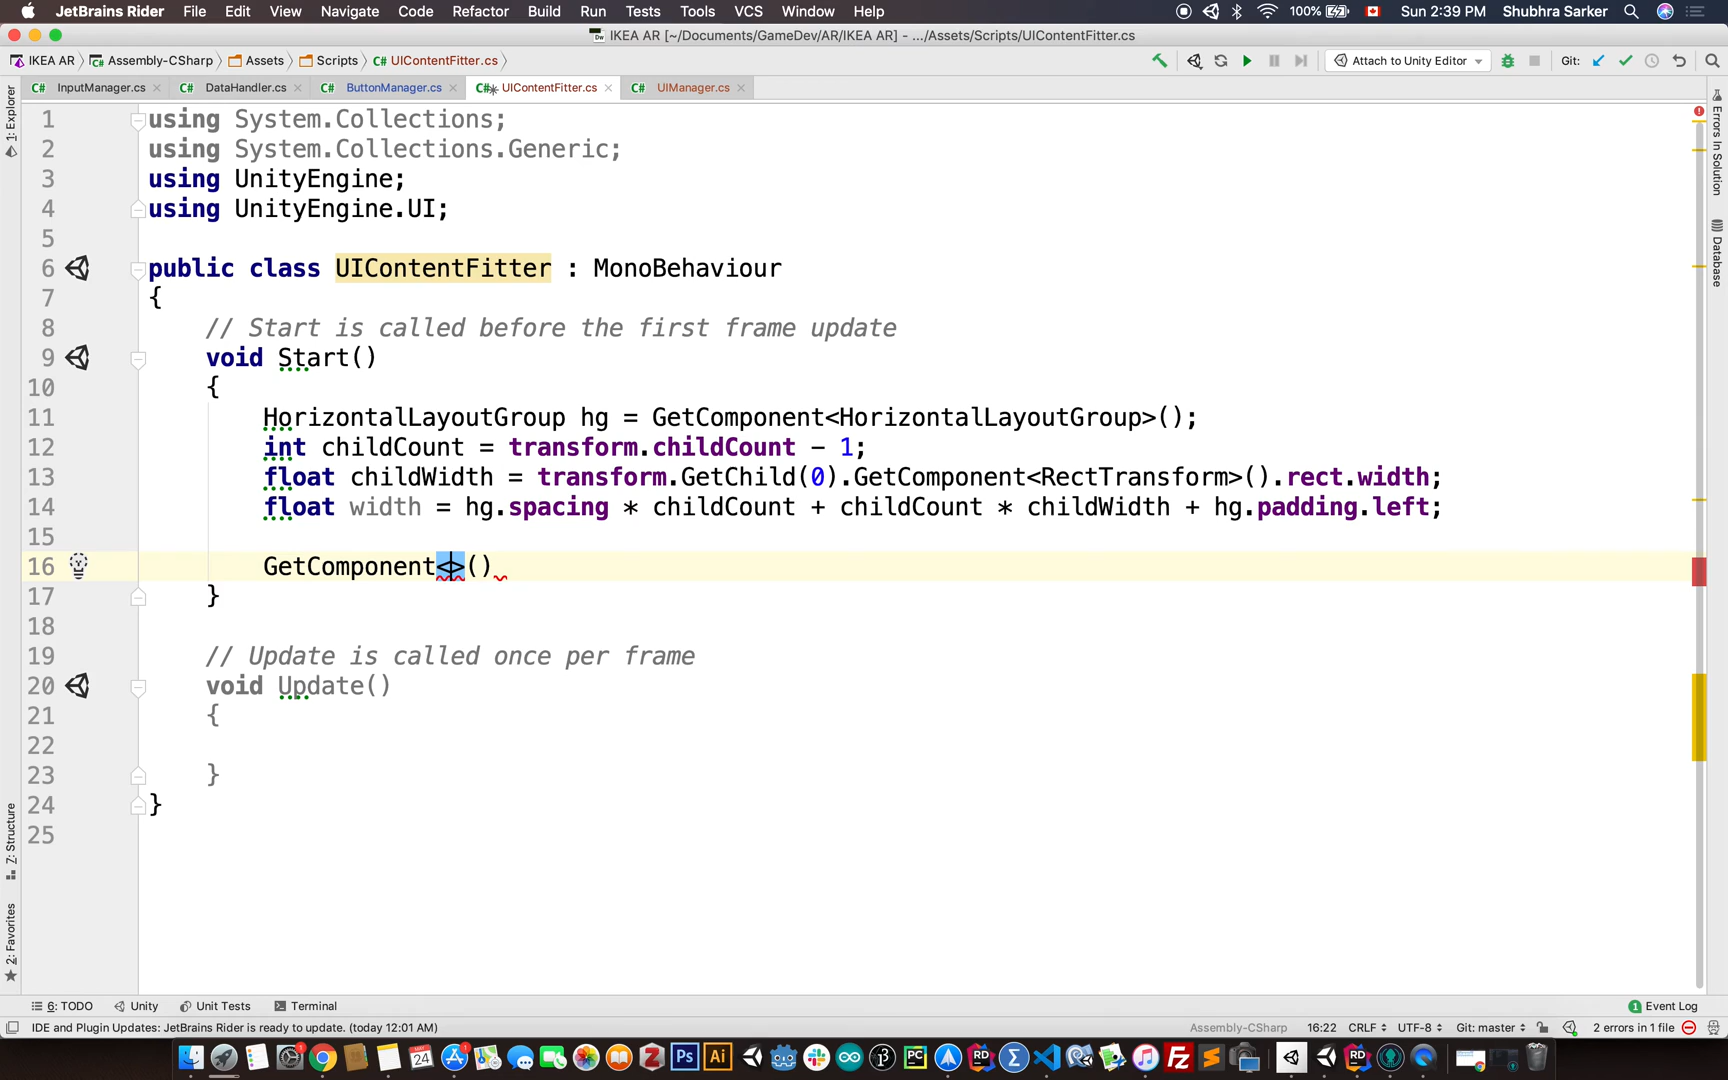 JetBrains Rider File Edit View Navigate Code Refactor Build Run Tests Tools VCS Window Help 100% Sun 2:39 PM Shubhra Sarker
IKEA AR [~/Documents/GameDev/AR/IKEA AR] - .../Assets/Scripts/UIContentFitter.cs
IKEA AR Assembly-CSharp Assets Scripts C# UIContentFitter.cs Attach to Unity Editor Git:
C# InputManager.cs C# DataHandler.cs C# ButtonManager.cs C# UIContentFitter.cs C# UIManager.cs
1: Explorer
Errors In Solution
Database
1 using System.Collections;
2 using System.Collections.Generic;
3 using UnityEngine;
4 using UnityEngine.UI;
5
6 public class UIContentFitter : MonoBehaviour
7 {
8 // Start is called before the first frame update
9 void Start()
10 {
11 HorizontalLayoutGroup hg = GetComponent<HorizontalLayoutGroup>();
12 int childCount = transform.childCount - 1;
13 float childWidth = transform.GetChild(0).GetComponent<RectTransform>().rect.width;
14 float width = hg.spacing * childCount + childCount * childWidth + hg.padding.left;
15
16 GetComponent<>()
17 }
18
19 // Update is called once per frame
20 void Update()
21 {
22
23 }
24 }
25
Z: Structure
2: Favorites
6: TODO Unity Unit Tests Terminal 1 Event Log
IDE and Plugin Updates: JetBrains Rider is ready to update. (today 12:01 AM) Assembly-CSharp 16:22 CRLF UTF-8 Git: master 2 errors in 1 file